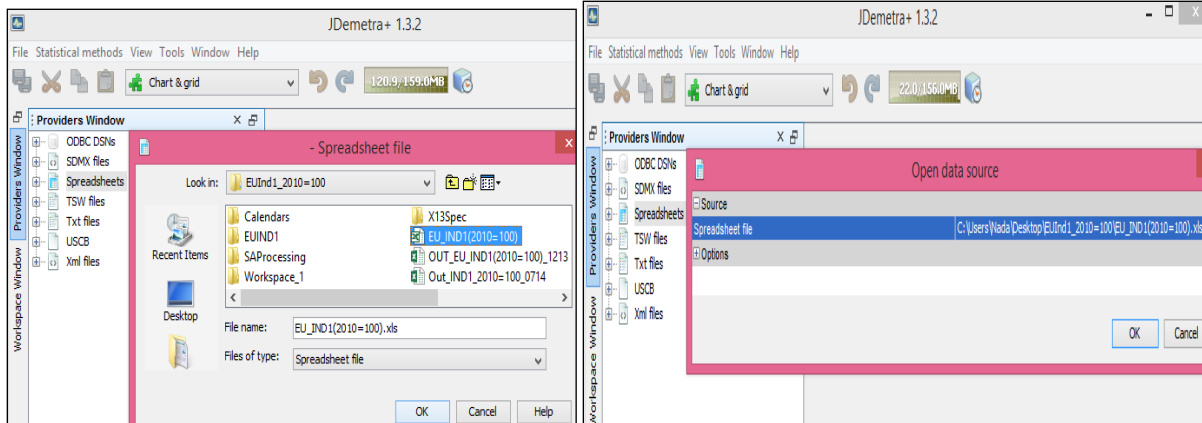 JDemetra+ 1.3.2
File Statistical methods View Tools Window Help
Chart & grid
120.9/159.0MB
Providers Window
Workspace Window
Providers Window
ODBC DSNs
SDMX files
Spreadsheets
TSW files
Txt files
USCB
Xml files
- Spreadsheet file
Look in:
EUInd1_2010=100
Recent Items
Desktop
Calendars
EUIND1
SAProcessing
Workspace_1
X13Spec
EU_IND1(2010=100)
OUT_EU_IND1(2010=100)_1213
Out_IND1_2010=100_0714
File name:
EU_IND1(2010=100).xls
Files of type:
Spreadsheet file
OK
Cancel
Help
JDemetra+ 1.3.2
File Statistical methods View Tools Window Help
Chart & grid
22.0/156.0MB
Providers Window
Workspace Window
Providers Window
ODBC DSNs
SDMX files
Spreadsheets
TSW files
Txt files
USCB
Xml files
Open data source
Source
Spreadsheet file
C:\Users\Nada\Desktop\EUInd1_2010=100\EU_IND1(2010=100).xls
Options
OK
Cancel